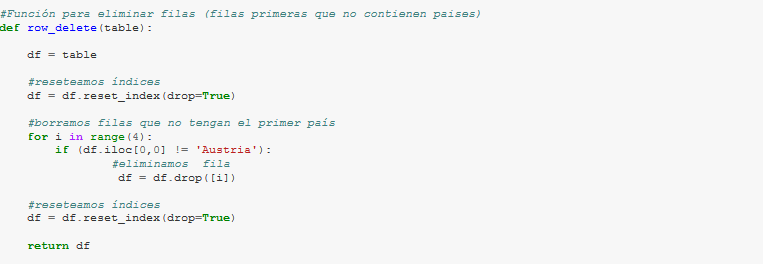 #Función para eliminar filas (filas primeras que no contienen paises)
def row_delete(table):
df = table
#reseteamos índices
df = df.reset_index(drop=True)
#borramos filas que no tengan el primer país
for i in range(4):
if (df.iloc[0,0] != 'Austria'):
#eliminamos  fila
df = df.drop([i])
#reseteamos índices
df = df.reset_index(drop=True)
return df